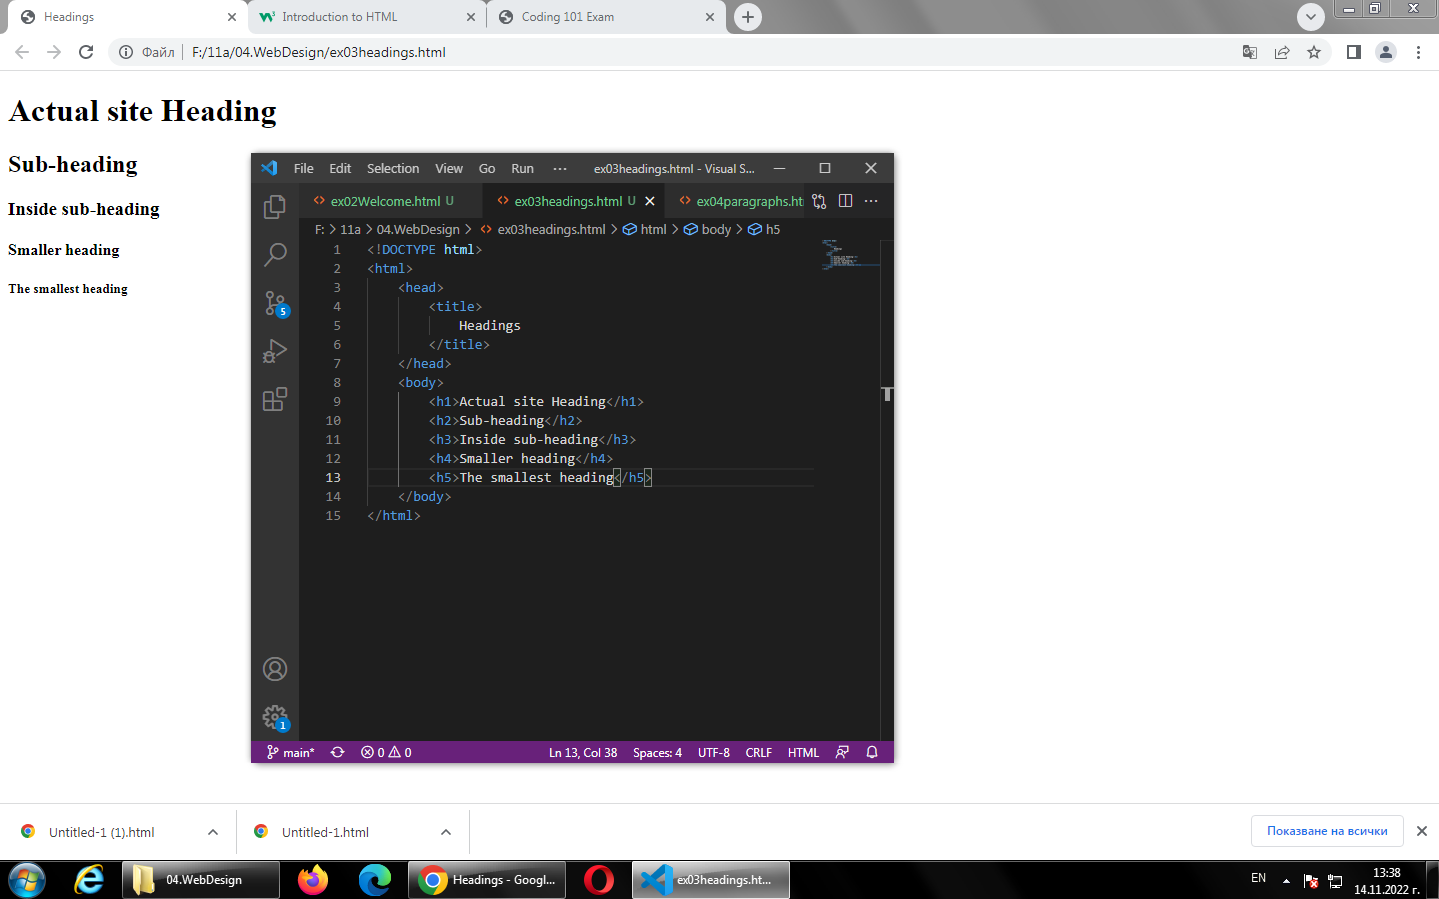 Headings
Introduction to HTML
Coding 101 Exam
Файл
F:/11a/04.WebDesign/ex03headings.html
Actual site Heading
Sub-heading
Inside sub-heading
Smaller heading
The smallest heading
File Edit Selection View Go Run ··· ex03headings.html - Visual S...
ex02Welcome.html U
ex03headings.html U
ex04paragraphs.ht
F: > 11a > 04.WebDesign > ex03headings.html > html > body > h5
1 <!DOCTYPE html>
2 <html>
3 <head>
4 <title>
5 Headings
6 </title>
7 </head>
8 <body>
9 <h1>Actual site Heading</h1>
10 <h2>Sub-heading</h2>
11 <h3>Inside sub-heading</h3>
12 <h4>Smaller heading</h4>
13 <h5>The smallest heading</h5>
14 </body>
15 </html>
5
1
main* 0 0 Ln 13, Col 38 Spaces: 4 UTF-8 CRLF HTML
Untitled-1 (1).html
Untitled-1.html
Показване на всички
04.WebDesign
Headings - Googl...
ex03headings.ht...
EN
13:38
14.11.2022 г.